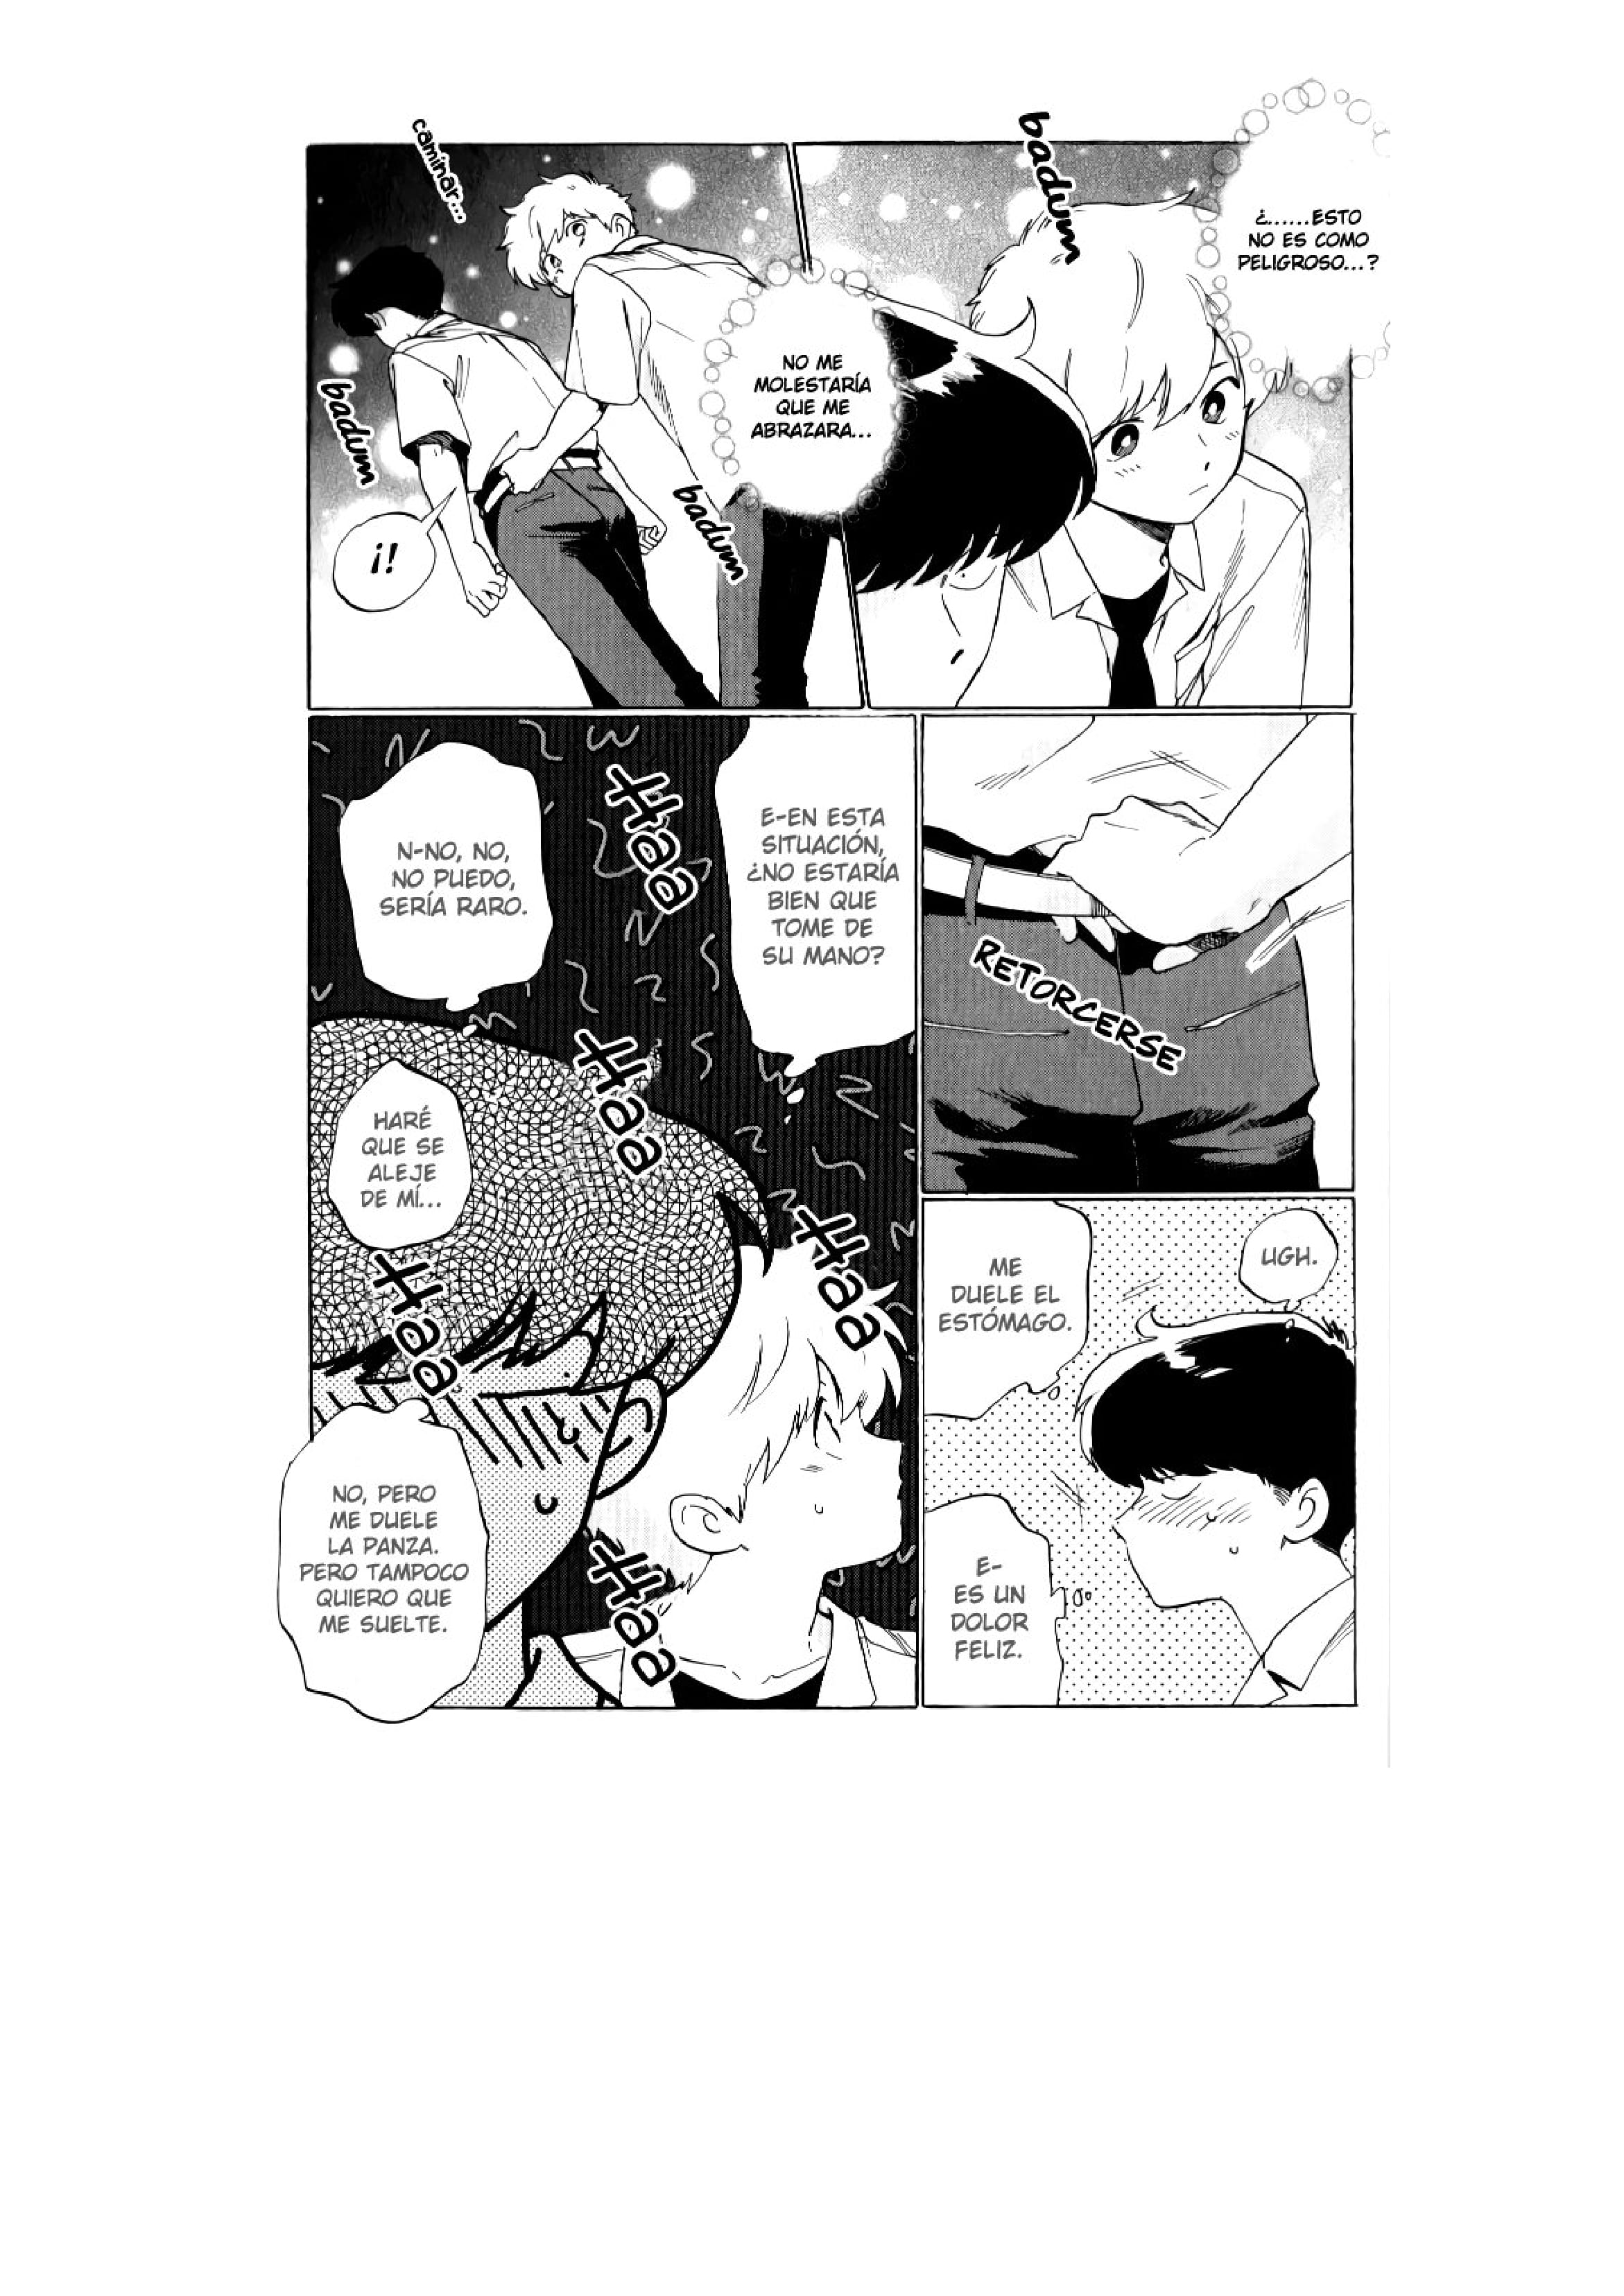 badum
¿......ESTO
NO ES COMO
PELIGROSO...?
NO ME
MOLESTARÍA
QUE ME
ABRAZARA...
caminar...
badum
badum
¡!
RETORCERSE
UGH.
ME
DUELE EL
ESTÓMAGO.
E-
ES UN
DOLOR
FELIZ.
E-EN ESTA
SITUACIÓN,
¿NO ESTARÍA
BIEN QUE
TOME DE
SU MANO?
Haa
N-NO, NO,
NO PUEDO,
SERÍA RARO.
Haa
HARÉ
QUE SE
ALEJE
DE MÍ...
Haa
Haa
NO, PERO
ME DUELE
LA PANZA.
PERO TAMPOCO
QUIERO QUE
ME SUELTE.
Haa